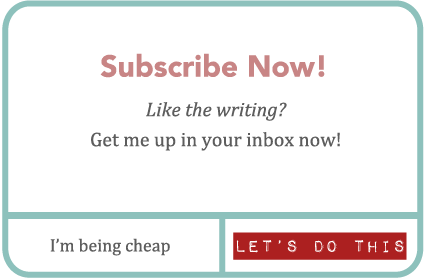 Subscribe Now!
Like the writing?
Get me up in your inbox now!
I'm being cheap
LET'S DO THIS